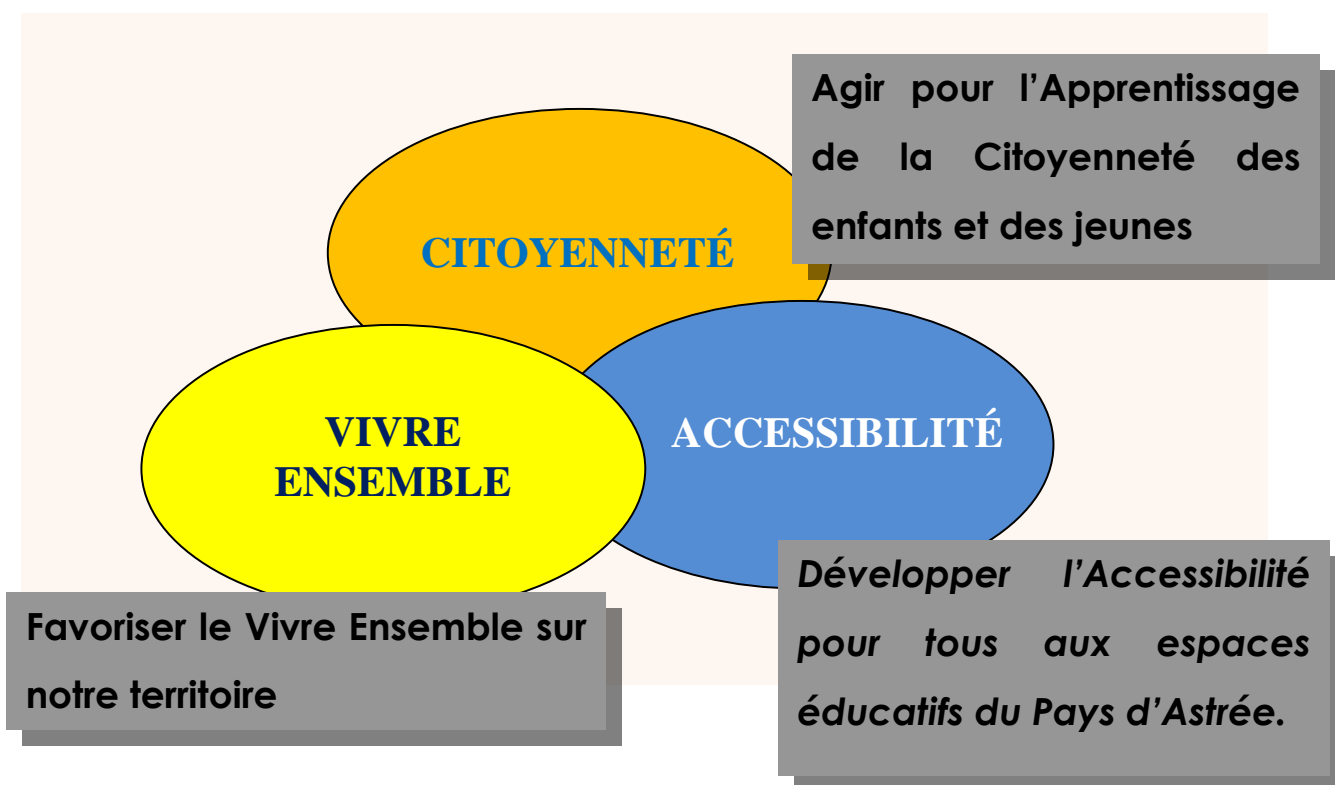 Agir pour l’Apprentissage
de la Citoyenneté des
enfants et des jeunes
CITOYENNETÉ
VIVRE
ENSEMBLE
ACCESSIBILITÉ
Favoriser le Vivre Ensemble sur
notre territoire
Développer l’Accessibilité
pour tous aux espaces
éducatifs du Pays d’Astrée.